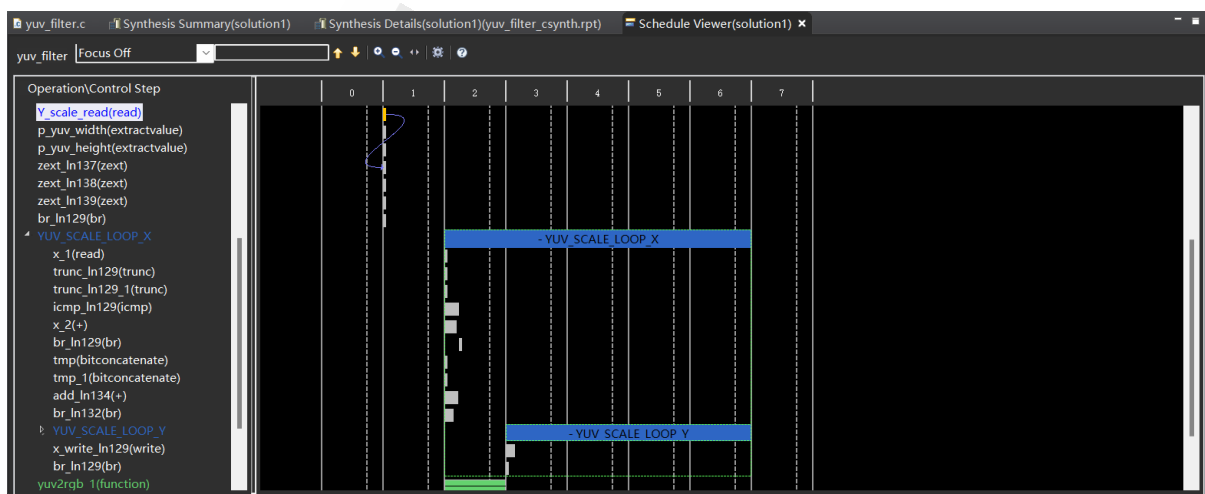 yuv_filter.c Synthesis Summary(solution1) Synthesis Details(solution1)(yuv_filter_csynth.rpt) Schedule Viewer(solution1)
yuv_filter Focus Off
Operation\Control Step 0 1 2 3 4 5 6 7
Y_scale_read(read)
p_yuv_width(extractvalue)
p_yuv_height(extractvalue)
zext_ln137(zext)
zext_ln138(zext)
zext_ln139(zext)
br_ln129(br)
YUV_SCALE_LOOP_X - YUV_SCALE_LOOP_X
x_1(read)
trunc_ln129(trunc)
trunc_ln129_1(trunc)
icmp_ln129(icmp)
x_2(+)
br_ln129(br)
tmp(bitconcatenate)
tmp_1(bitconcatenate)
add_ln134(+)
br_ln132(br)
YUV_SCALE_LOOP_Y - YUV_SCALE_LOOP_Y
x_write_ln129(write)
br_ln129(br)
yuv2rgb_1(function)